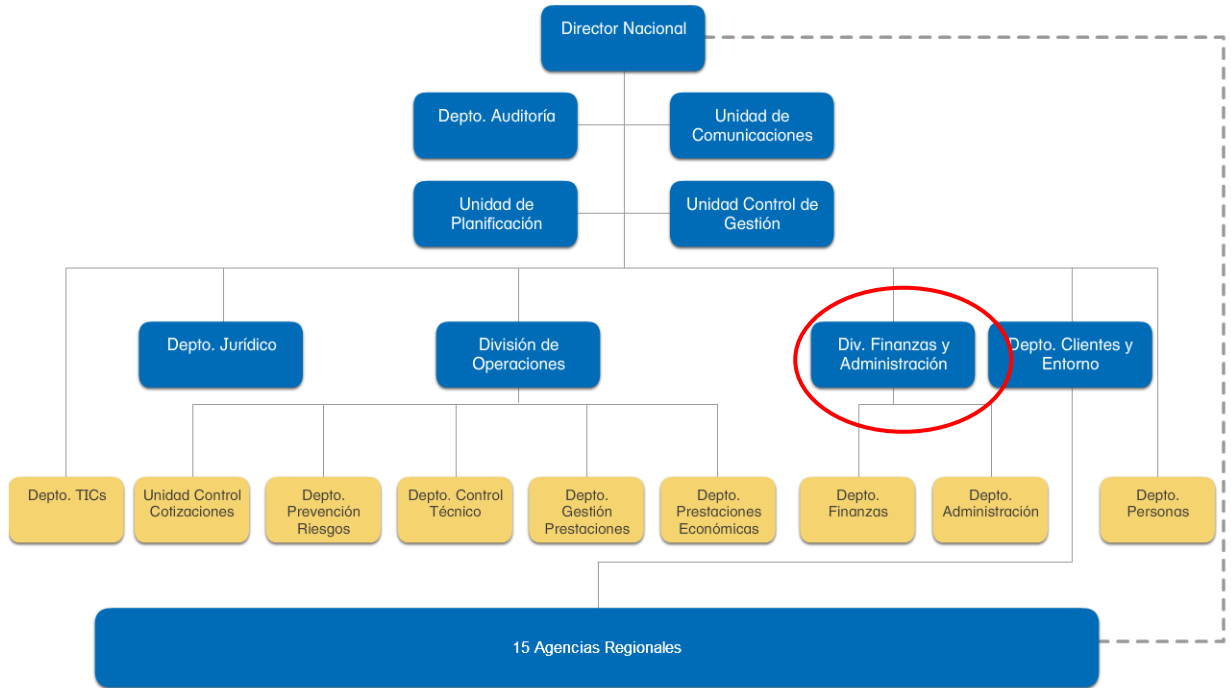 Director Nacional
Depto. Auditoría
Unidad de
Comunicaciones
Unidad de
Planificación
Unidad Control de
Gestión
Depto. Jurídico
División de
Operaciones
Div. Finanzas y
Administración
Depto. Clientes y
Entorno
Depto. TICs
Unidad Control
Cotizaciones
Depto.
Prevención
Riesgos
Depto. Control
Técnico
Depto.
Gestión
Prestaciones
Depto.
Prestaciones
Económicas
Depto.
Finanzas
Depto.
Administración
Depto.
Personas
15 Agencias Regionales